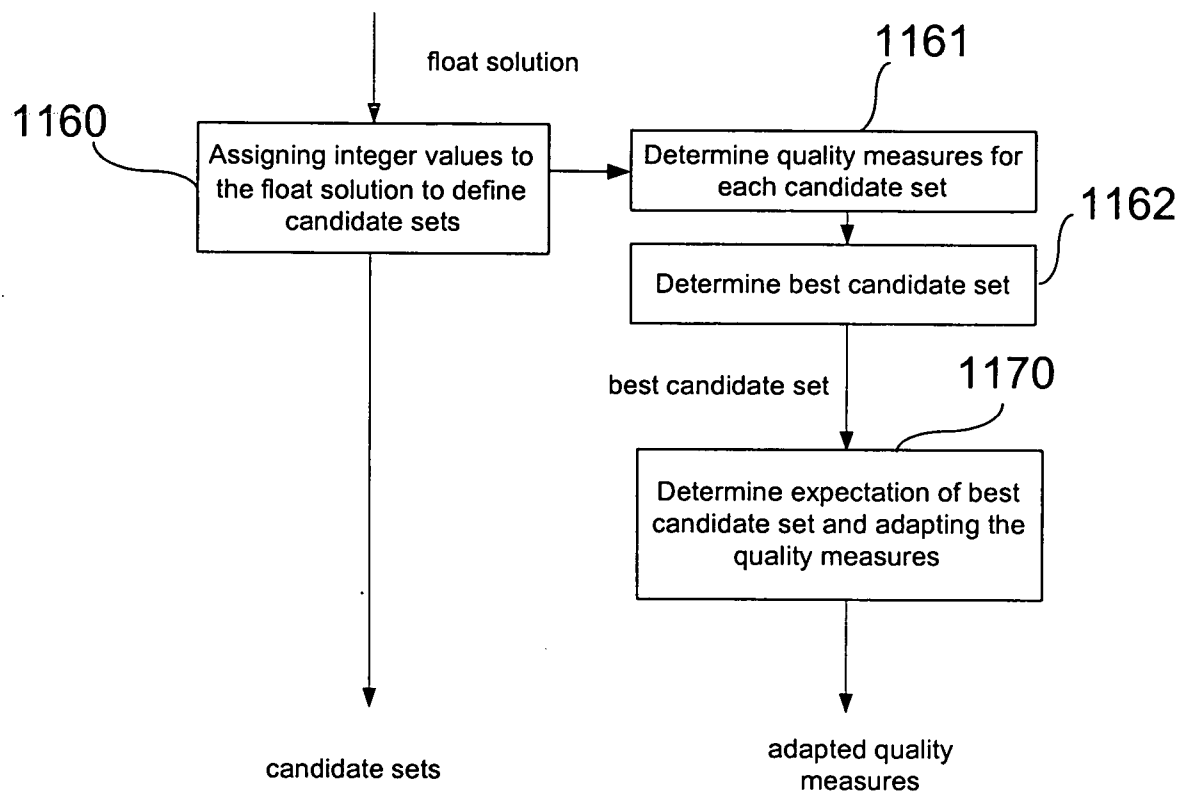 float solution
1161
1160
Assigning integer values to
the float solution to define
candidate sets
Determine quality measures for
each candidate set
1162
Determine best candidate set
best candidate set
1170
Determine expectation of best
candidate set and adapting the
quality measures
candidate sets
adapted quality
measures